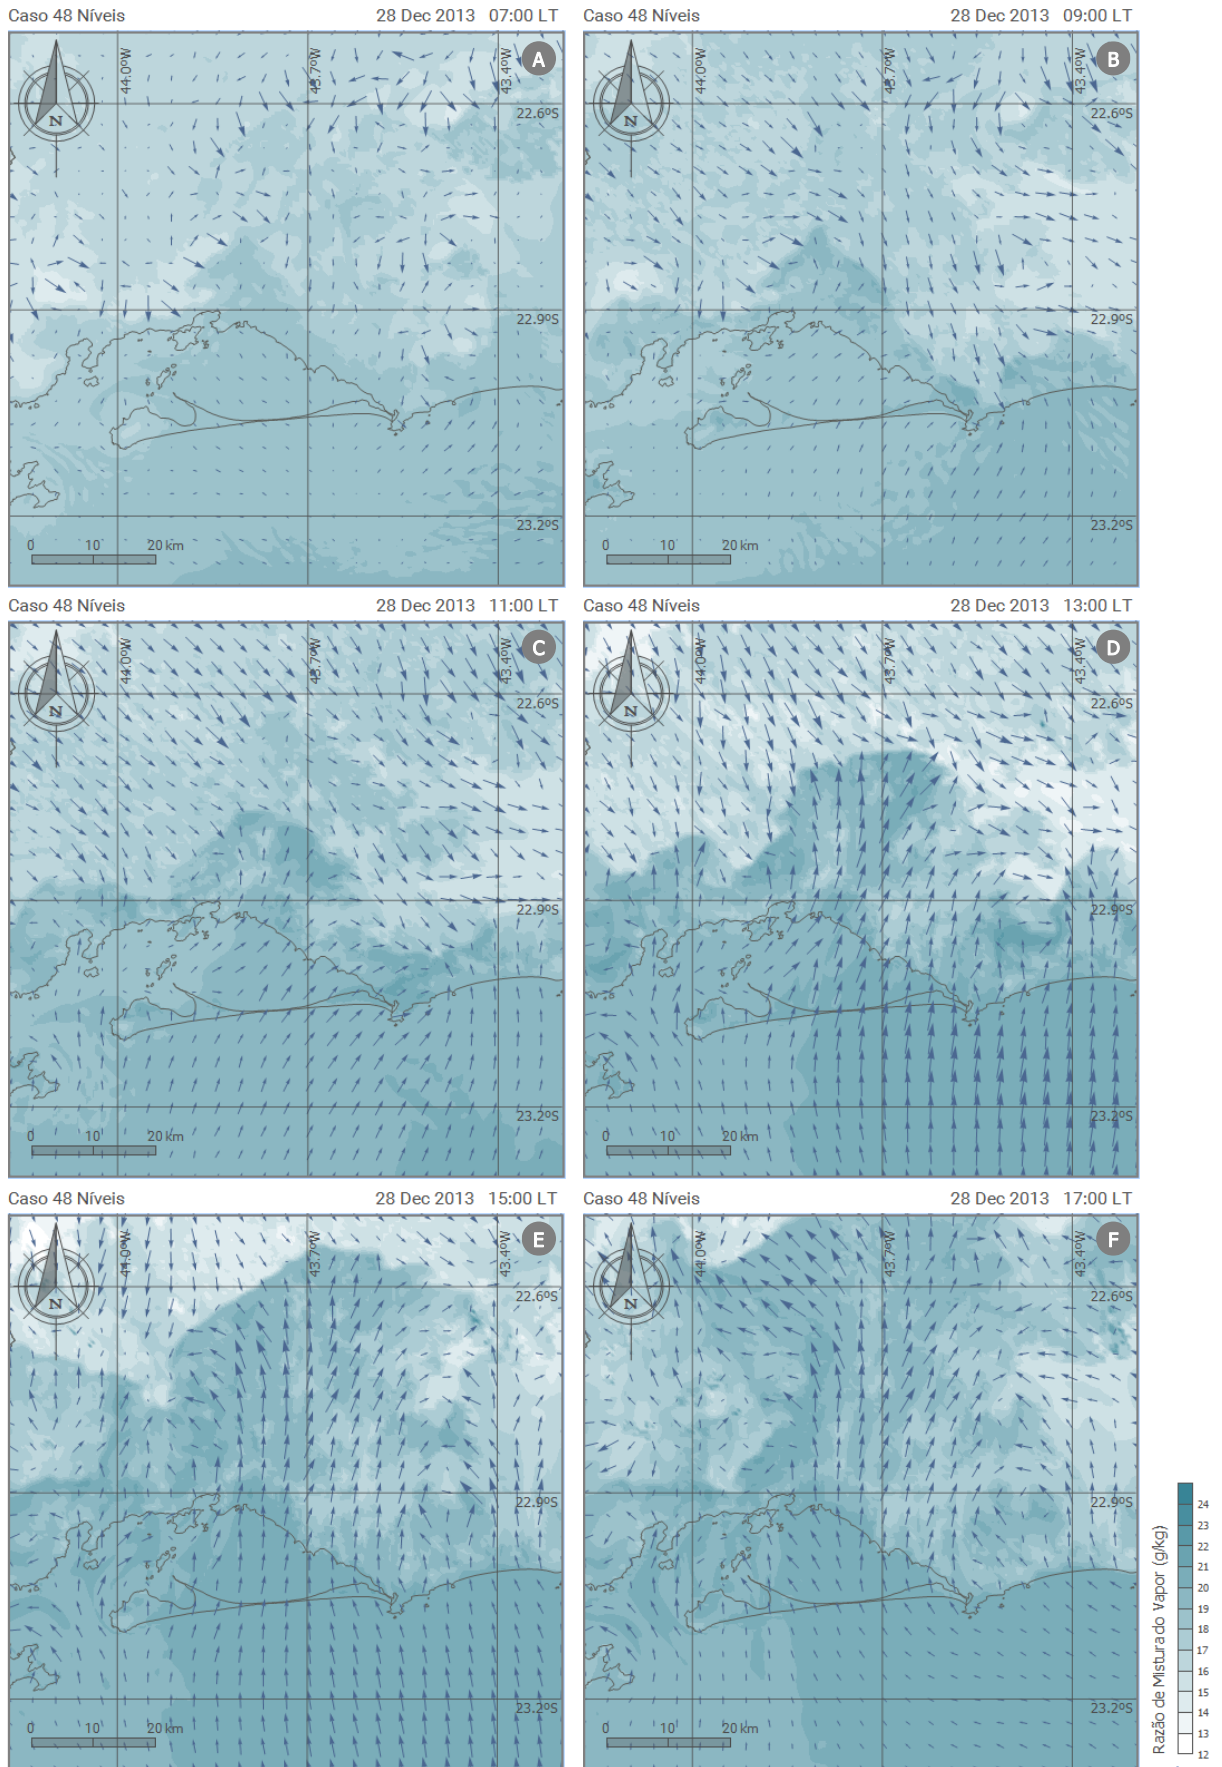 Caso 48 Níveis 28 Dec 2013 07:00 LT
A
44.0ºW 43.7ºW 43.4ºW
N
22.6ºS
22.9ºS
23.2ºS
0 10 20 km
Caso 48 Níveis 28 Dec 2013 09:00 LT
B
44.0ºW 43.7ºW 43.4ºW
N
22.6ºS
22.9ºS
23.2ºS
0 10 20 km
Caso 48 Níveis 28 Dec 2013 11:00 LT
C
44.0ºW 43.7ºW 43.4ºW
N
22.6ºS
22.9ºS
23.2ºS
0 10 20 km
Caso 48 Níveis 28 Dec 2013 13:00 LT
D
44.0ºW 43.7ºW 43.4ºW
N
22.6ºS
22.9ºS
23.2ºS
0 10 20 km
Caso 48 Níveis 28 Dec 2013 15:00 LT
E
44.0ºW 43.7ºW 43.4ºW
N
22.6ºS
22.9ºS
23.2ºS
0 10 20 km
Caso 48 Níveis 28 Dec 2013 17:00 LT
F
44.0ºW 43.7ºW 43.4ºW
N
22.6ºS
22.9ºS
23.2ºS
0 10 20 km
Razão de Mistura do Vapor (g/kg)
24
23
22
21
20
19
18
17
16
15
14
13
12